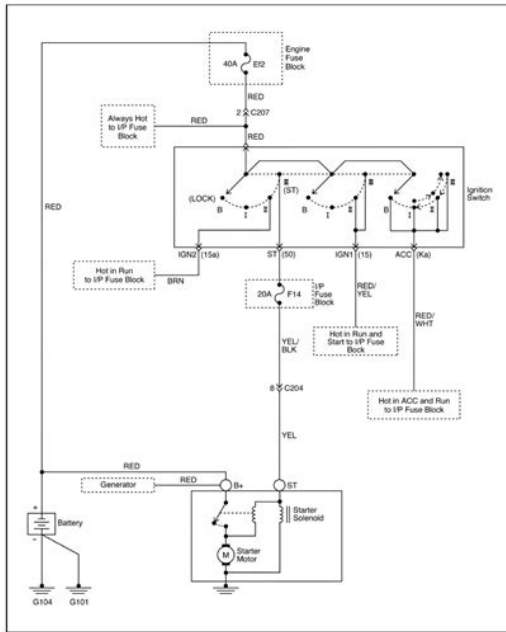 Engine
Fuse
Block
40A
Ef2
RED
2
C207
Always Hot
to I/P Fuse
Block
RED
RED
RED
(LOCK)
B
I
II
III
(ST)
B
I
II
III
B
I
II
III
Ignition
Switch
IGN2
(15a)
ST
(50)
IGN1
(15)
ACC
(Ka)
Hot in Run
to I/P Fuse
Block
BRN
20A
F14
I/P
Fuse
Block
RED/
YEL
RED/
WHT
YEL/
BLK
Hot in Run and
Start to I/P Fuse
Bock
8
C204
Hot in ACC and Run
to I/P Fuse Block
YEL
RED
Generator
RED
B+
ST
Starter
Solenoid
+
Battery
-
M
Starter
Motor
G104
G101